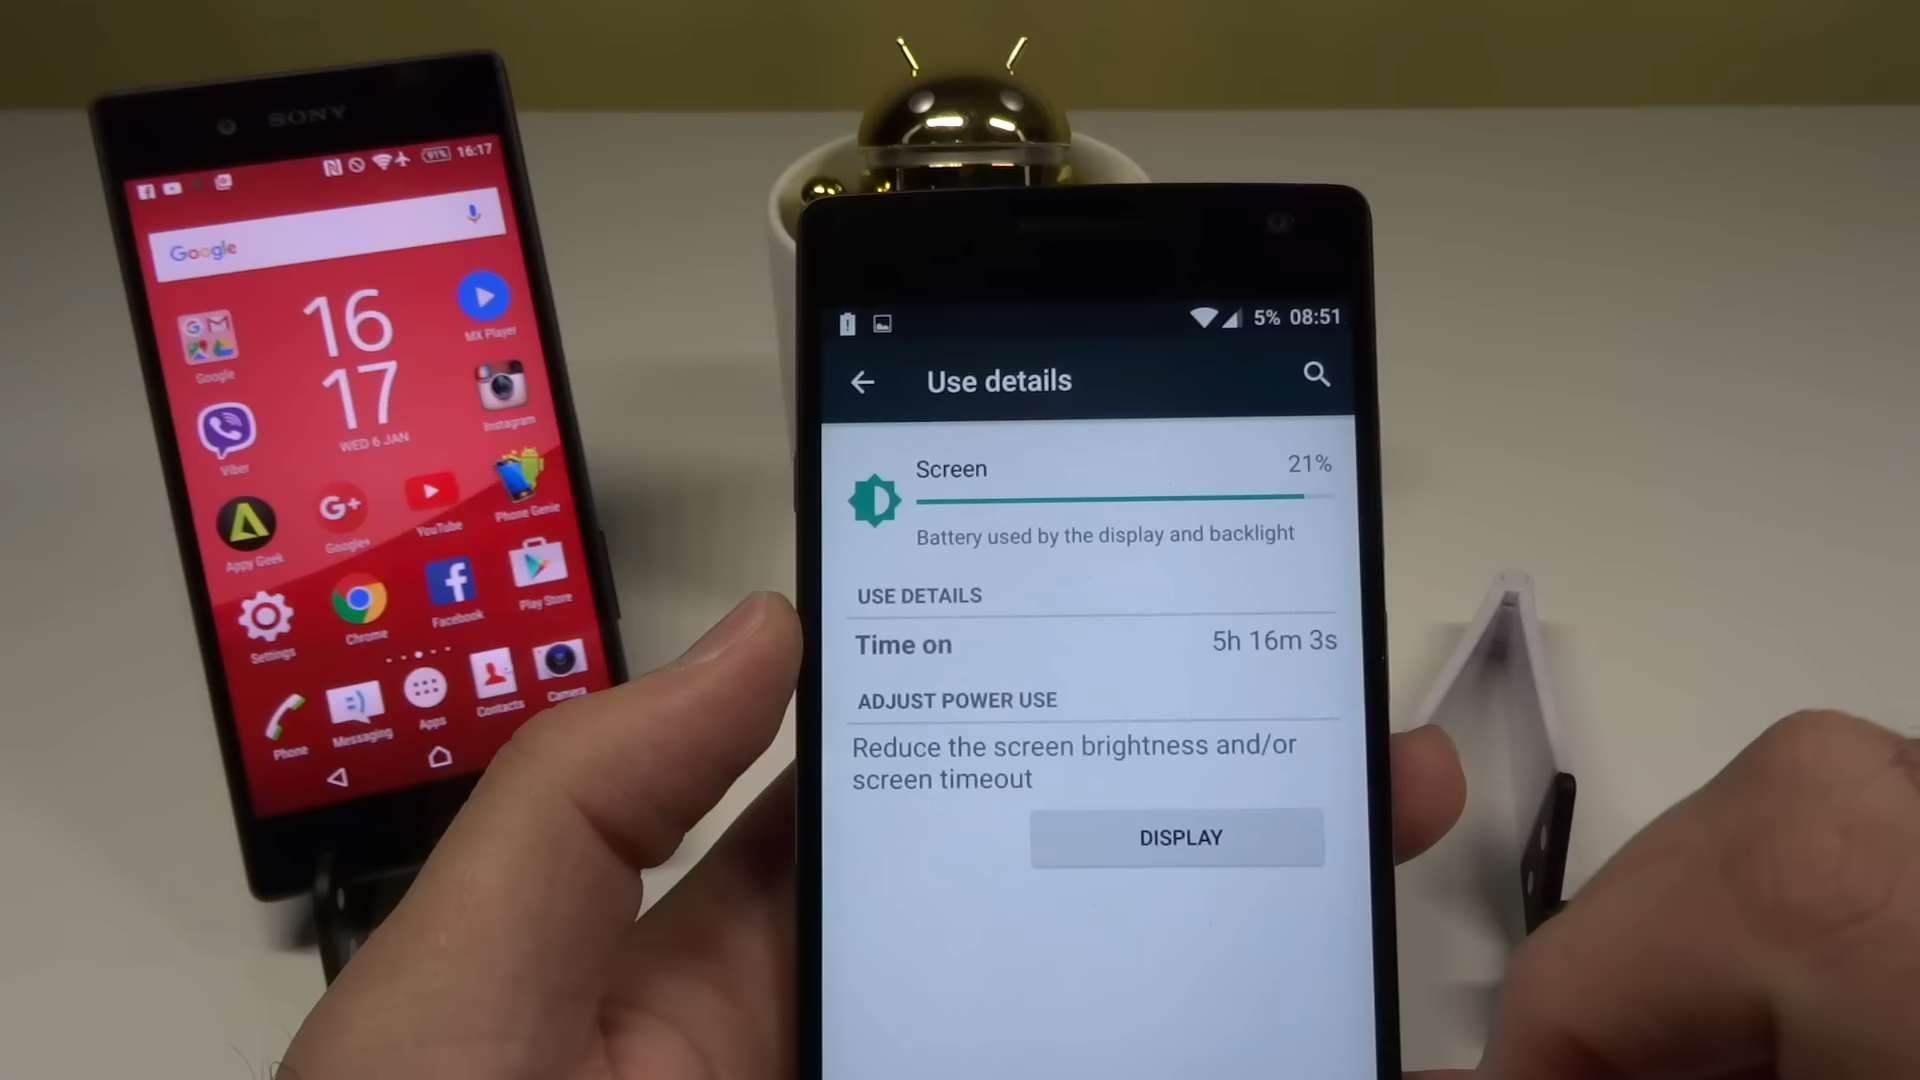 SONY
91% 16:17
Google
16
17
WED 6 JAN
MX Player
Google
Instagram
Viber
Appy Geek
G+
Google+
YouTube
Phone Genie
Settings
Chrome
Facebook
Play Store
Phone
Messaging
Apps
Contacts
Camera
5% 08:51
Use details
Screen
21%
Battery used by the display and backlight
USE DETAILS
Time on
5h 16m 3s
ADJUST POWER USE
Reduce the screen brightness and/or
screen timeout
DISPLAY